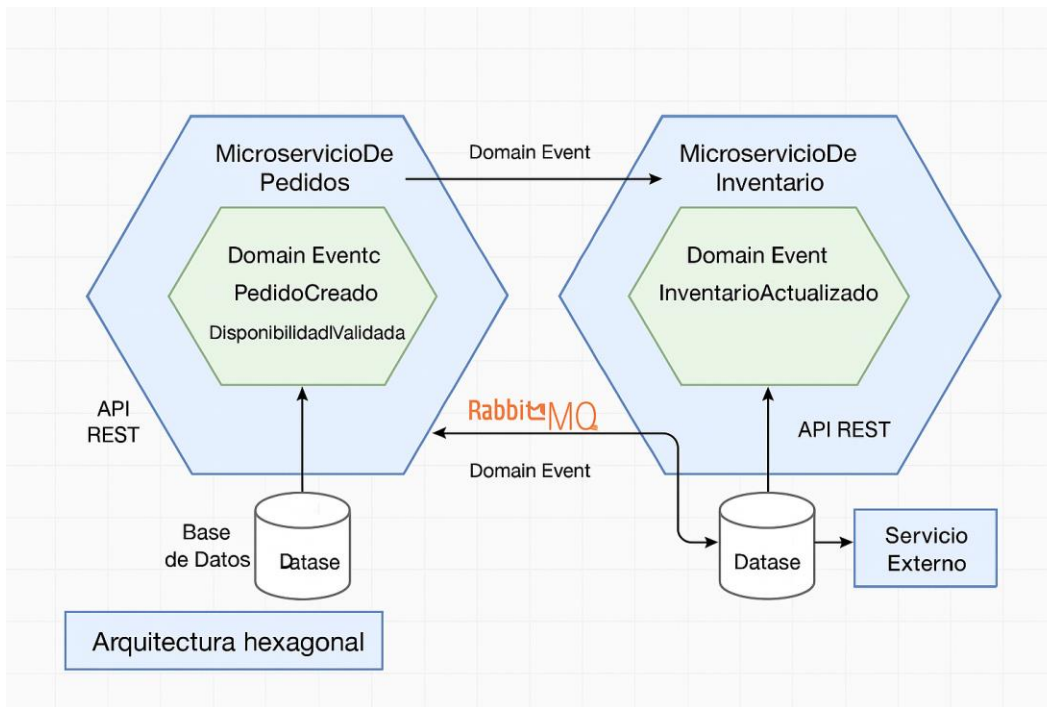 MicroservicioDe
Pedidos
Domain Event
MicroservicioDe
Inventario
Domain Eventc
PedidoCreado
DisponibilidadIValidada
Domain Event
InventarioActualizado
API
REST
RabbitMQ
Domain Event
API REST
Base
de Datos
Datase
Datase
Servicio
Externo
Arquitectura hexagonal